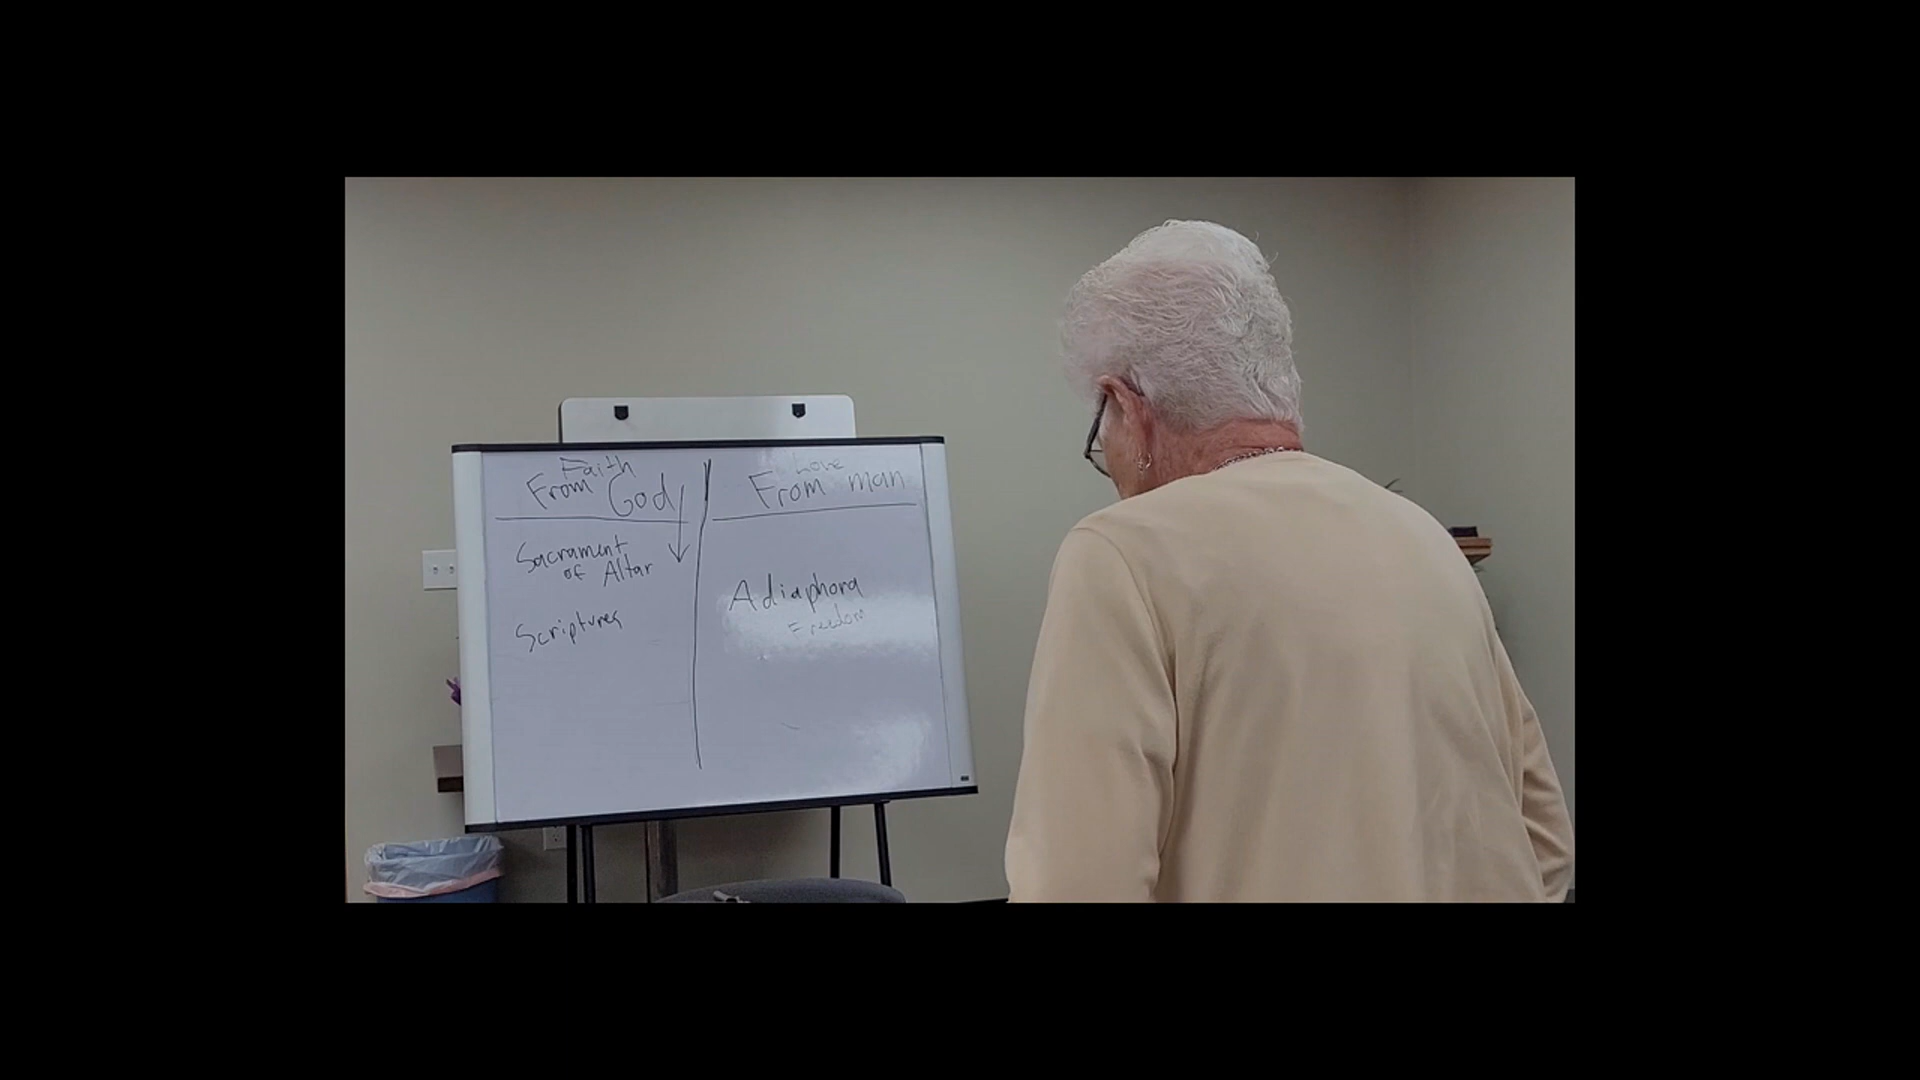 Faith
From God
Sacrament
of Altar
Scriptures
Love
From man
Adiaphora
Freedom